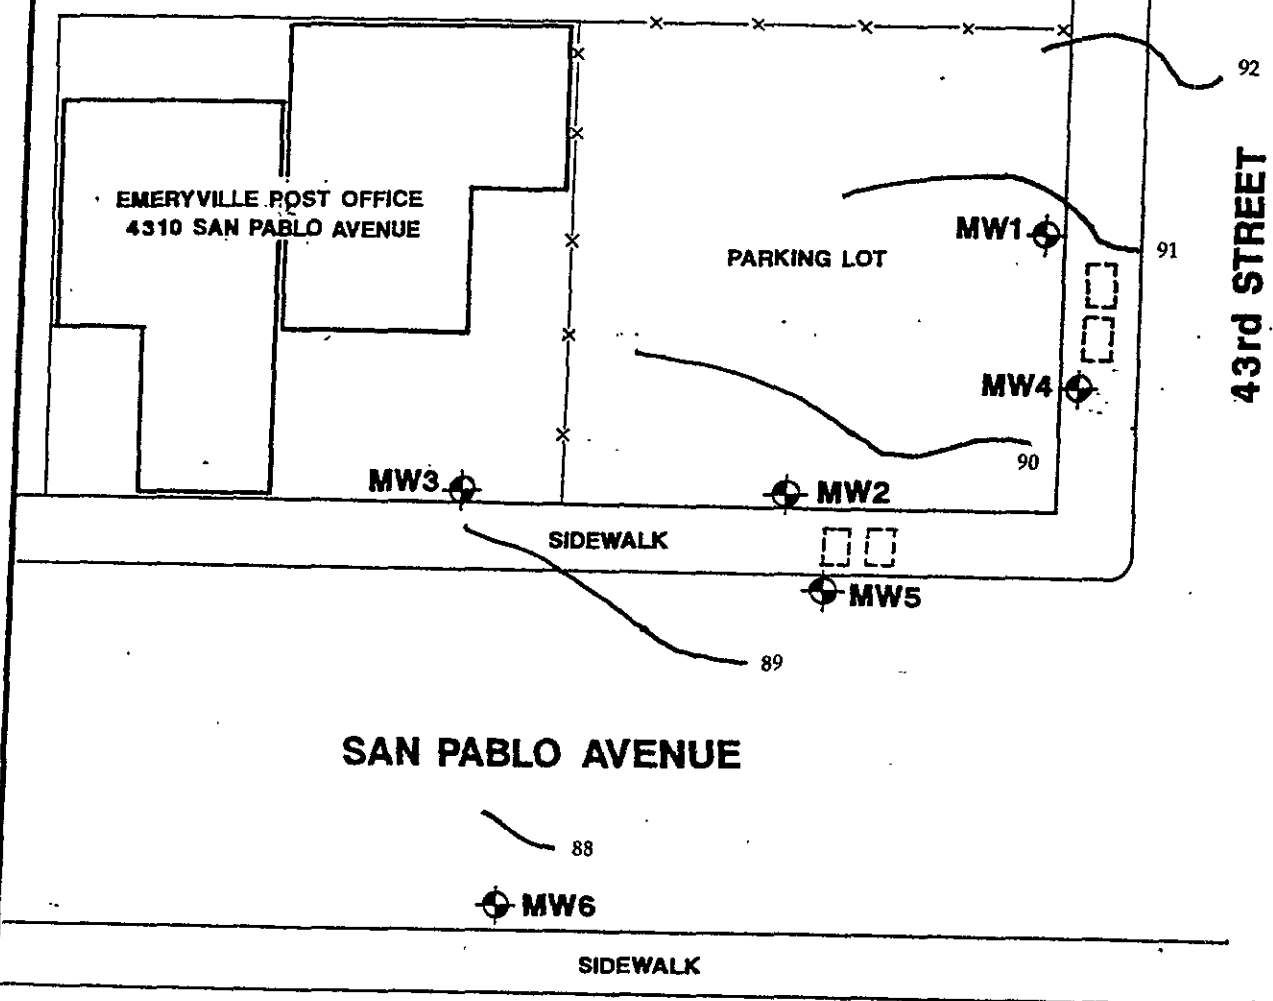 92
EMERYVILLE POST OFFICE
4310 SAN PABLO AVENUE
MW1
91
PARKING LOT
43rd STREET
MW4
90
MW3
MW2
SIDEWALK
MW5
89
SAN PABLO AVENUE
88
MW6
SIDEWALK